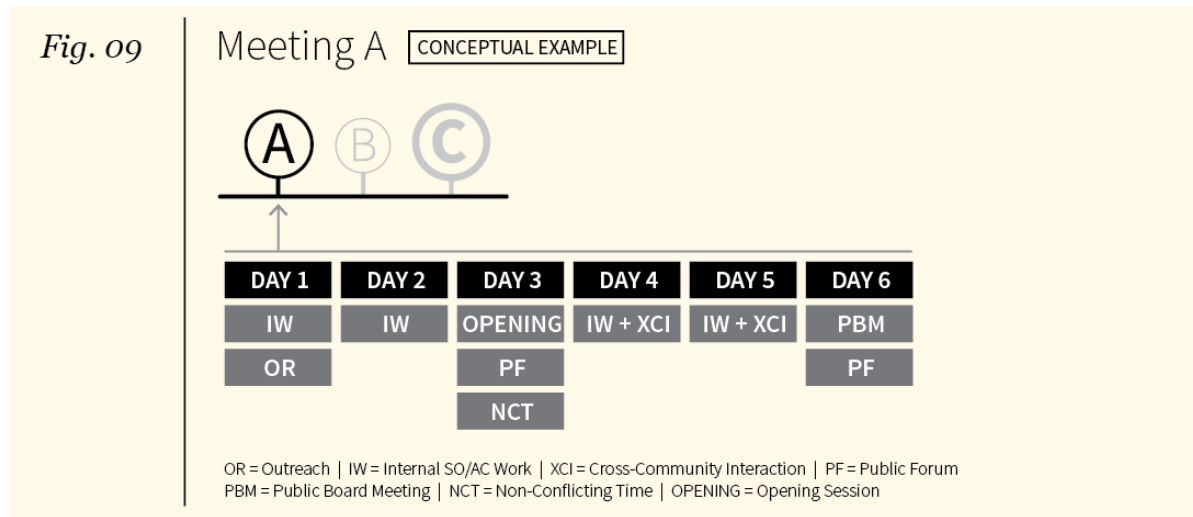 Fig. 09
Meeting A CONCEPTUAL EXAMPLE
A B C
DAY 1 DAY 2 DAY 3 DAY 4 DAY 5 DAY 6
IW IW OPENING IW + XCI IW + XCI PBM
OR PF PF
NCT
OR = Outreach | IW = Internal SO/AC Work | XCI = Cross-Community Interaction | PF = Public Forum
PBM = Public Board Meeting | NCT = Non-Conflicting Time | OPENING = Opening Session